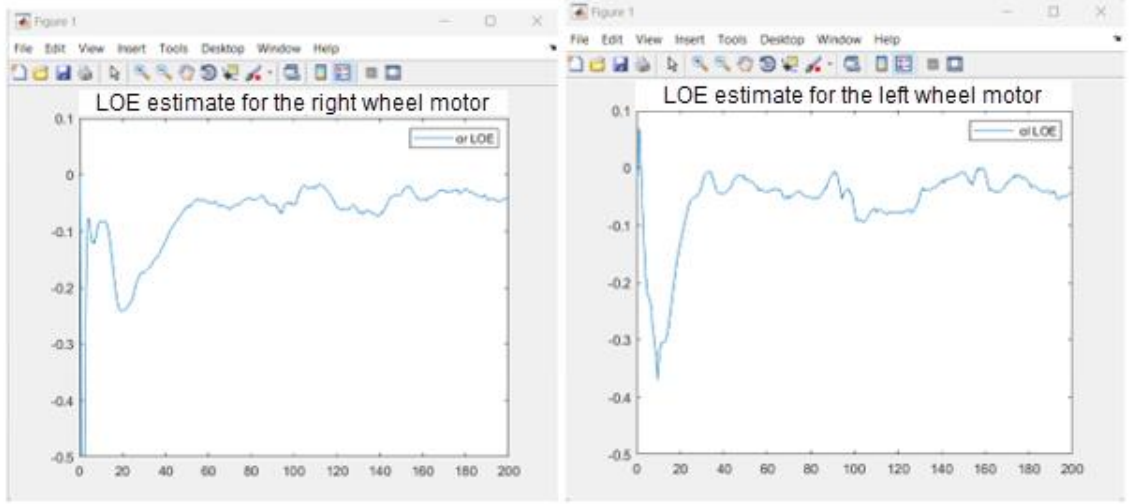 Figure 1
File Edit View Insert Tools Desktop Window Help
LOE estimate for the right wheel motor
αr LOE
0.1
0
-0.1
-0.2
-0.3
-0.4
-0.5
0 20 40 60 80 100 120 140 160 180 200
Figure 1
File Edit View Insert Tools Desktop Window Help
LOE estimate for the left wheel motor
αl LOE
0.1
0
-0.1
-0.2
-0.3
-0.4
-0.5
0 20 40 60 80 100 120 140 160 180 200